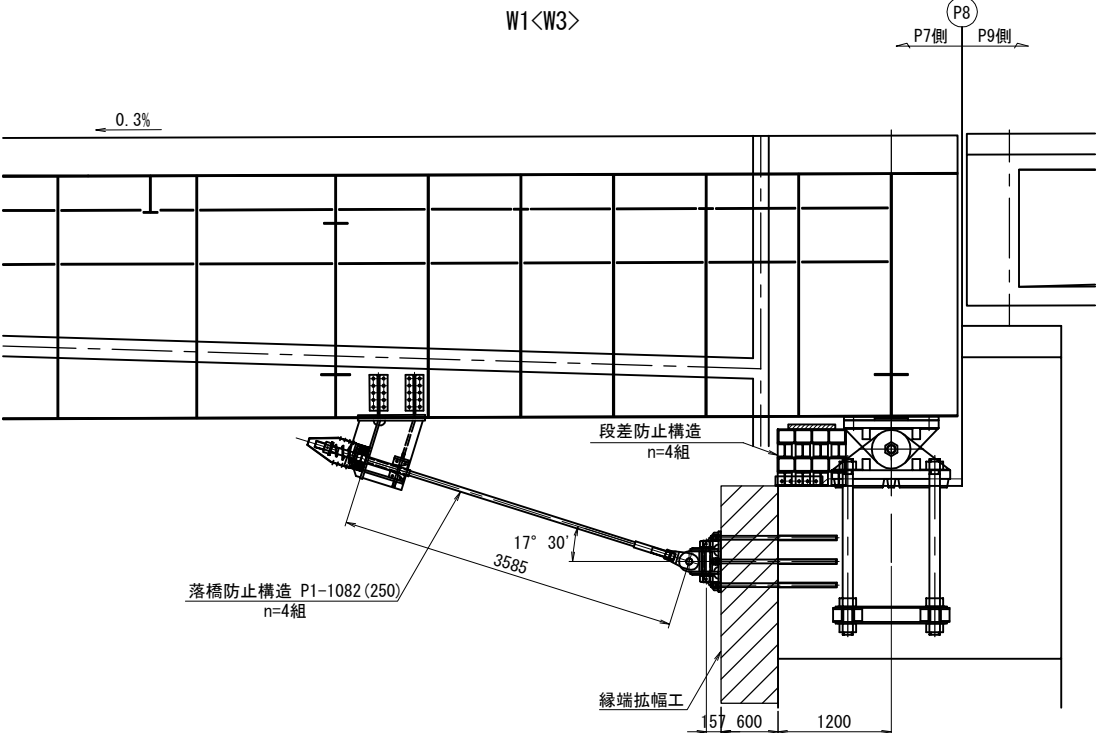 W1<W3>
P8
P7側 P9側
0.3%
段差防止構造
n=4組
17° 30'
3585
落橋防止構造 P1-1082(250)
n=4組
縁端拡幅工
157 600 1200